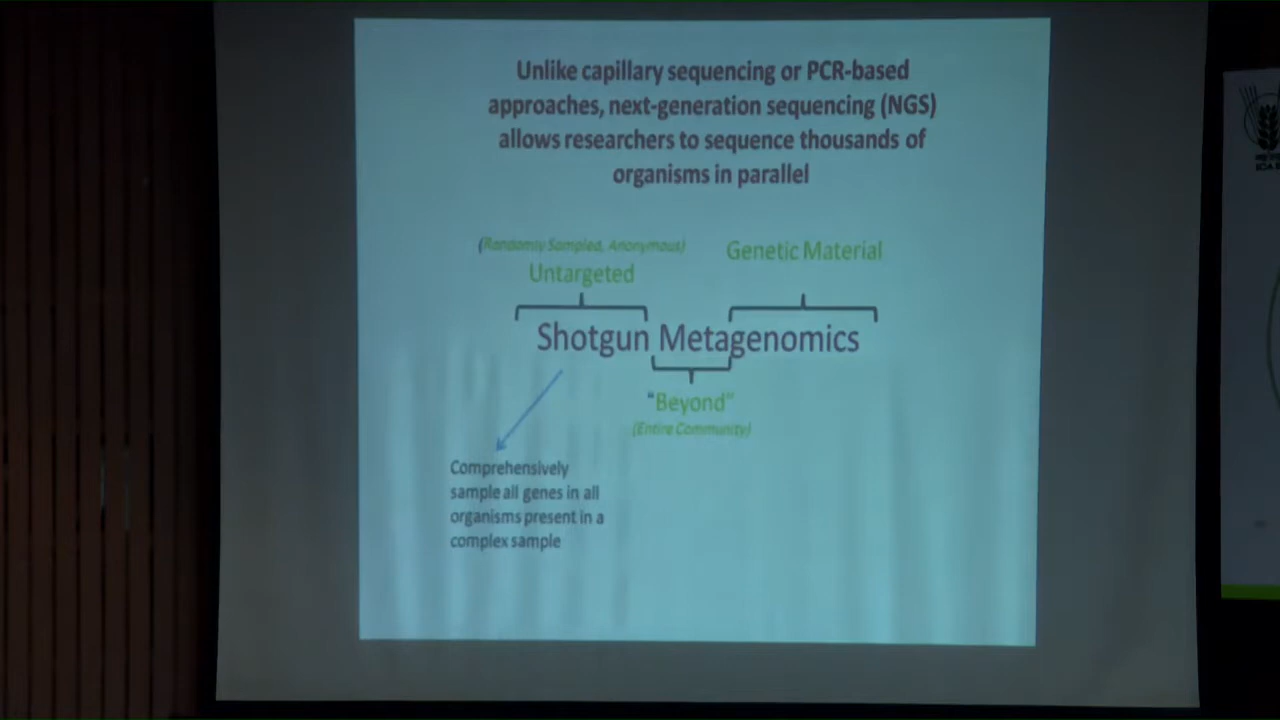 Unlike capillary sequencing or PCR-based
approaches, next-generation sequencing (NGS)
allows researchers to sequence thousands of
organisms in parallel
(Randomly Sampled, Anonymous)
Untargeted
Genetic Material
Shotgun Metagenomics
"Beyond"
(Entire Community)
Comprehensively
sample all genes in all
organisms present in a
complex sample